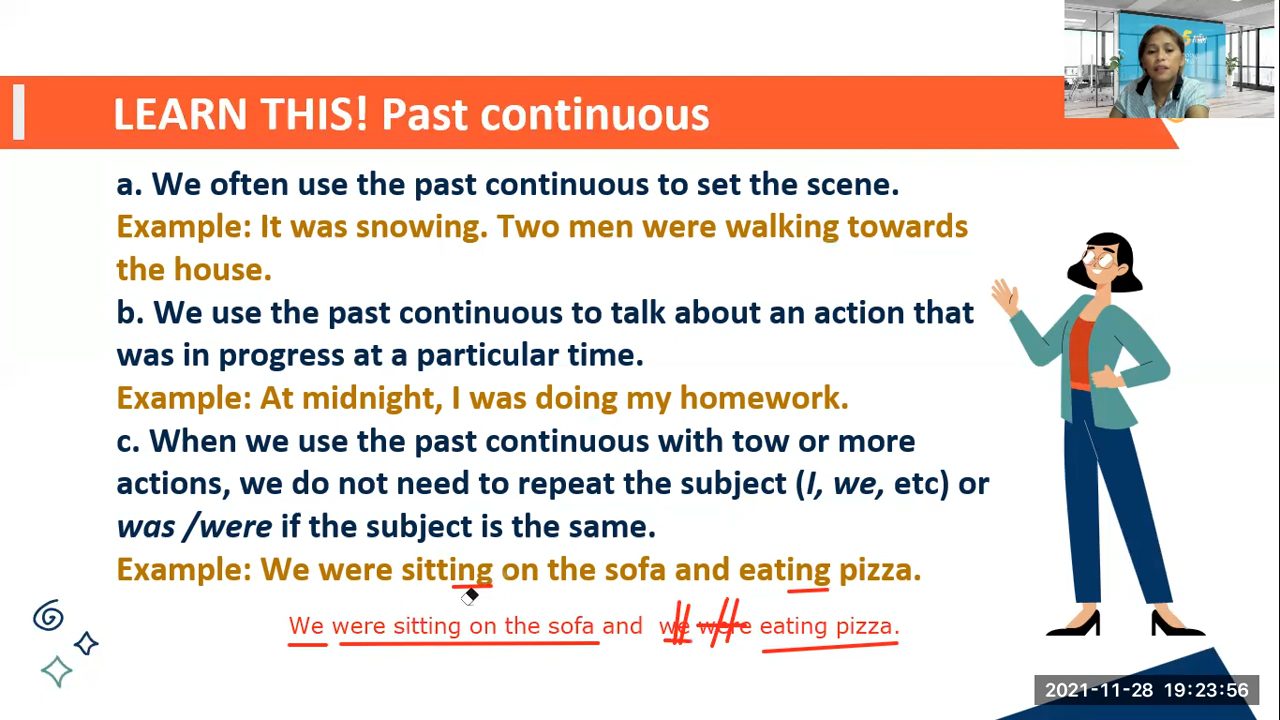 LEARN THIS! Past continuous
a. We often use the past continuous to set the scene.
Example: It was snowing. Two men were walking towards
the house.
b. We use the past continuous to talk about an action that
was in progress at a particular time.
Example: At midnight, I was doing my homework.
c. When we use the past continuous with tow or more
actions, we do not need to repeat the subject (I, we, etc) or
was /were if the subject is the same.
Example: We were sitting on the sofa and eating pizza.
We were sitting on the sofa and we were eating pizza.
2021-11-28 19:23:56